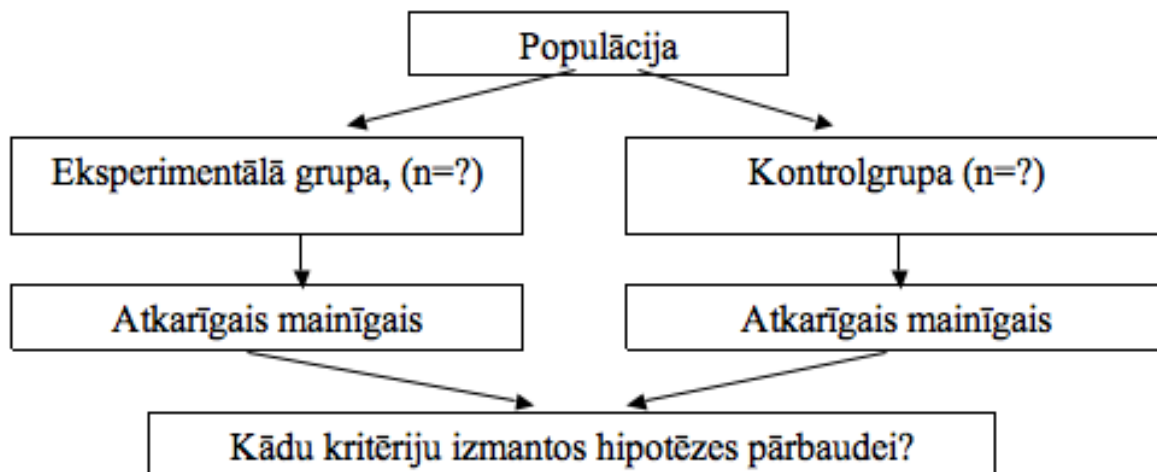 Populācija
Eksperimentālā grupa, (n=?)
Kontrolgrupa (n=?)
Atkarīgais mainīgais
Atkarīgais mainīgais
Kādu kritēriju izmantos hipotēzes pārbaudei?